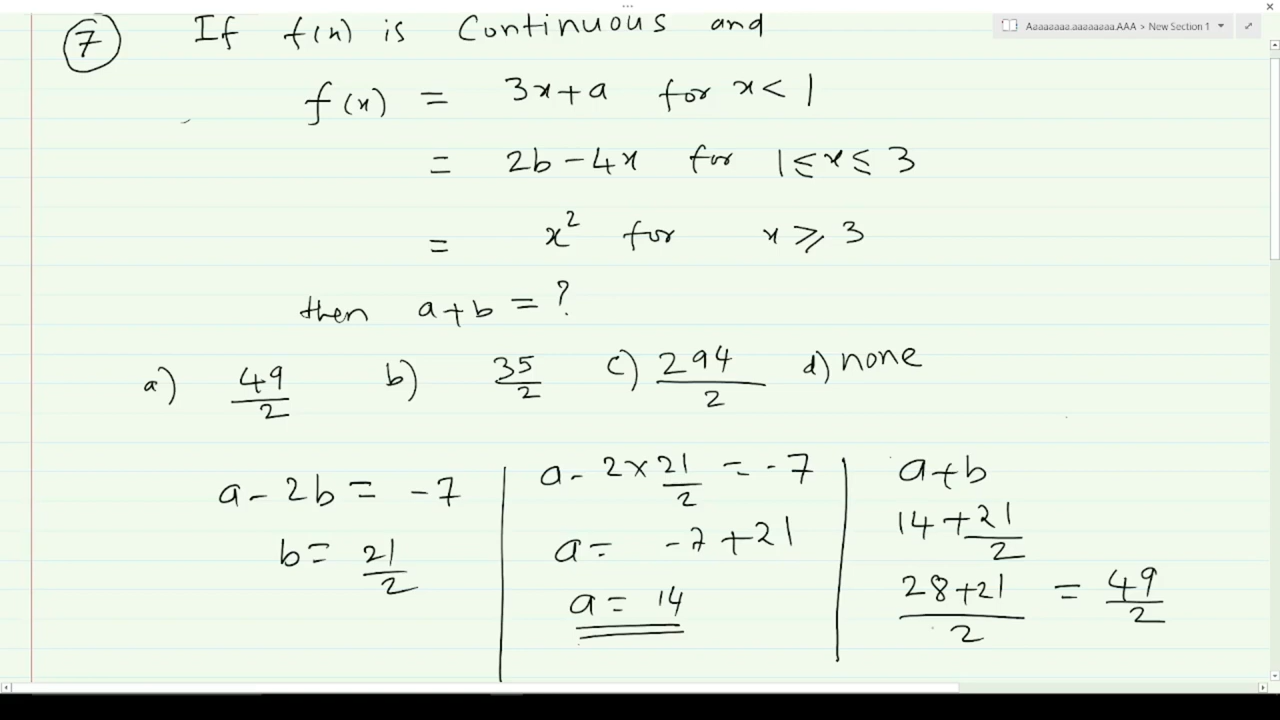 Aaaaaaaa.aaaaaaaa.AAA > New Section 1
7 If f(x) is Continuous and
f(x) = 3x+a for x < 1
= 2b - 4x for 1 ≤ x ≤ 3
= x² for x ≥ 3
then a+b = ?
a) 49/2 b) 35/2 c) 294/2 d) none
a - 2b = -7
b = 21/2
a - 2 × 21/2 = -7
a = -7 + 21
a = 14
a+b
14 + 21/2
28+21/2 = 49/2